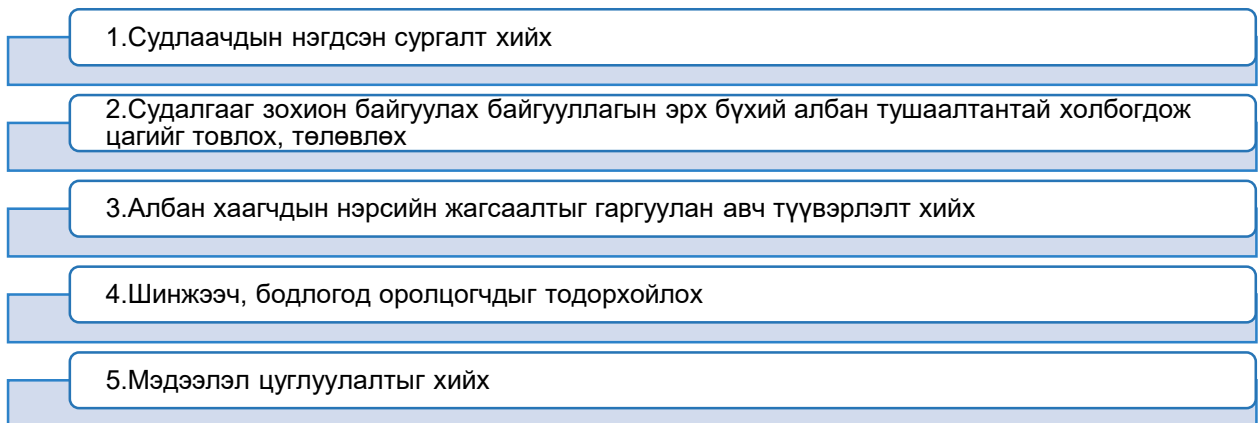 1.Судлаачдын нэгдсэн сургалт хийх
2.Судалгааг зохион байгуулах байгууллагын эрх бүхий албан тушаалтантай холбогдож
цагийг товлох, төлөвлөх
3.Албан хаагчдын нэрсийн жагсаалтыг гаргуулан авч түүвэрлэлт хийх
4.Шинжээч, бодлогод оролцогчдыг тодорхойлох
5.Мэдээлэл цуглуулалтыг хийх